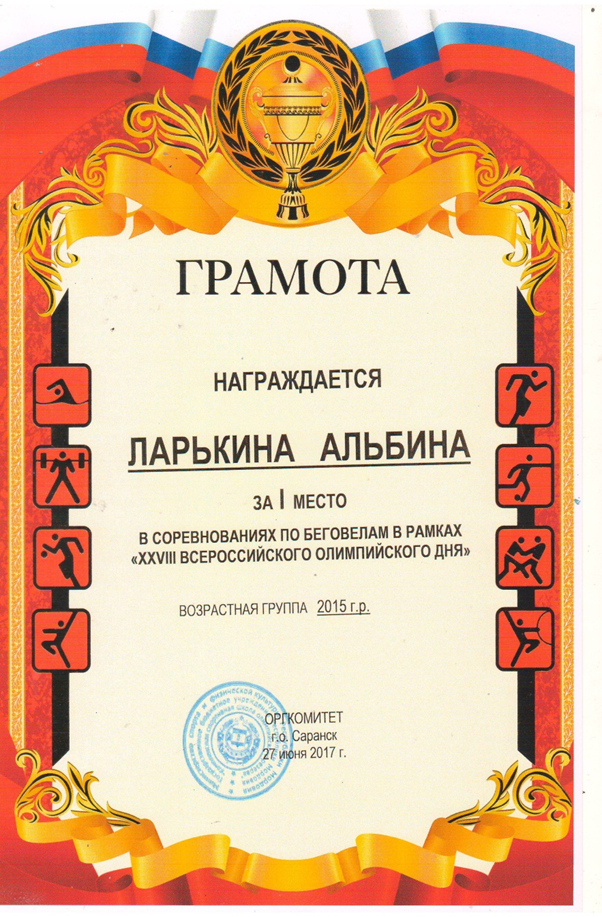 ГРАМОТА
НАГРАЖДАЕТСЯ
ЛАРЬКИНА АЛЬБИНА
ЗА I МЕСТО
В СОРЕВНОВАНИЯХ ПО БЕГОВЕЛАМ В РАМКАХ
«XXVIII ВСЕРОССИЙСКОГО ОЛИМПИЙСКОГО ДНЯ»
ВОЗРАСТНАЯ ГРУППА 2015 г.р.
ОРГКОМИТЕТ
г.о. Саранск
27 июня 2017 г.